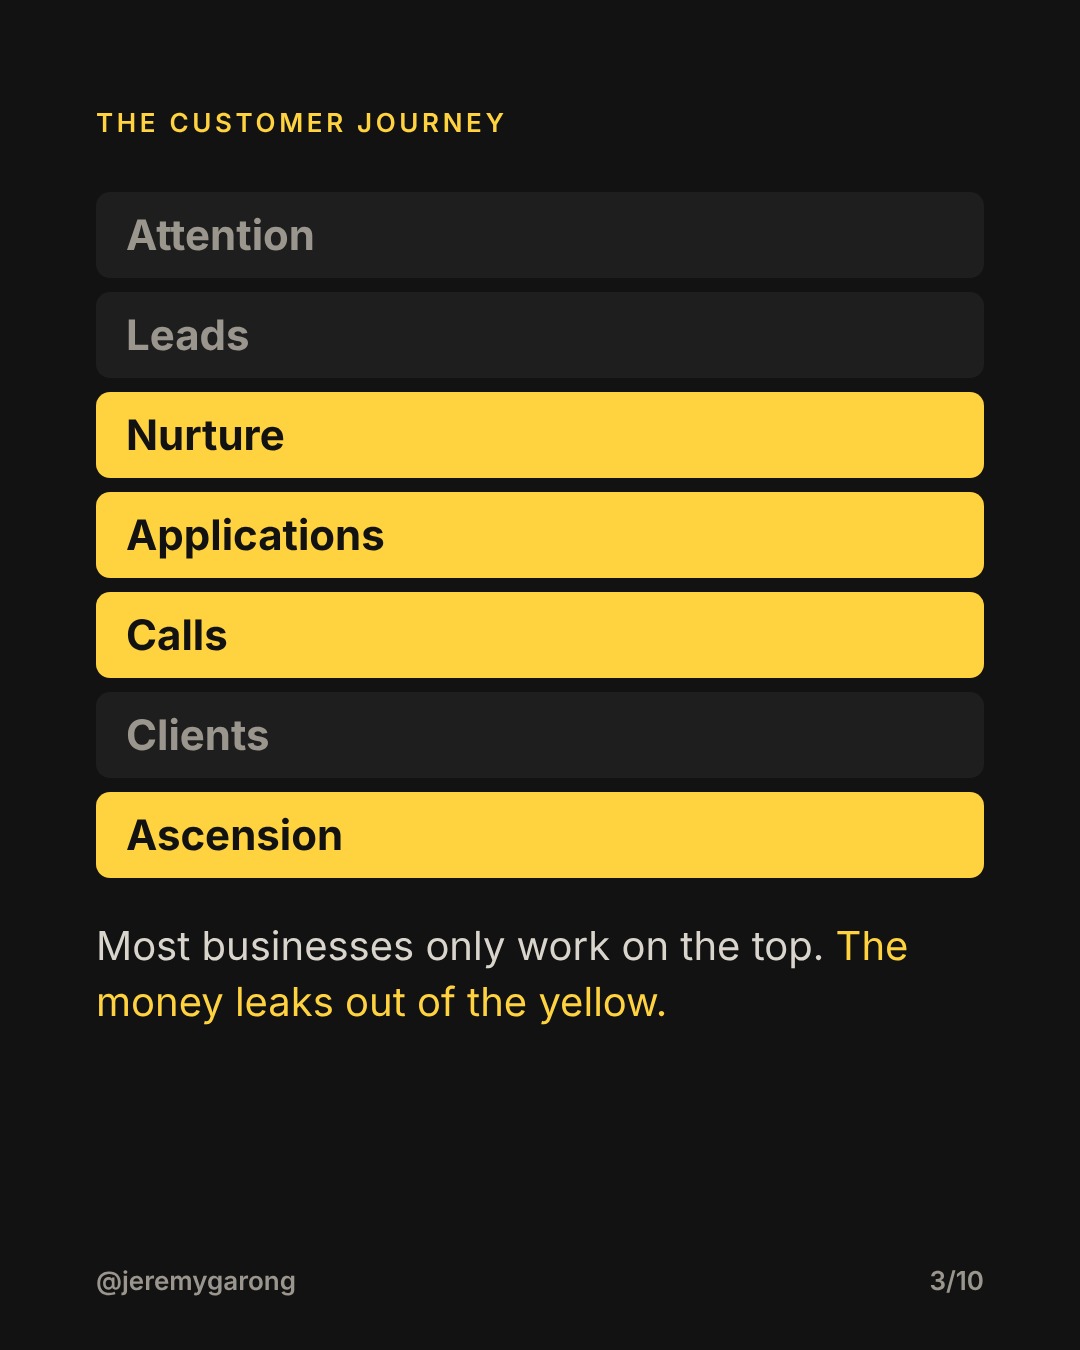 THE CUSTOMER JOURNEY
Attention
Leads
Nurture
Applications
Calls
Clients
Ascension
Most businesses only work on the top. The
money leaks out of the yellow.
@jeremygarong
3/10